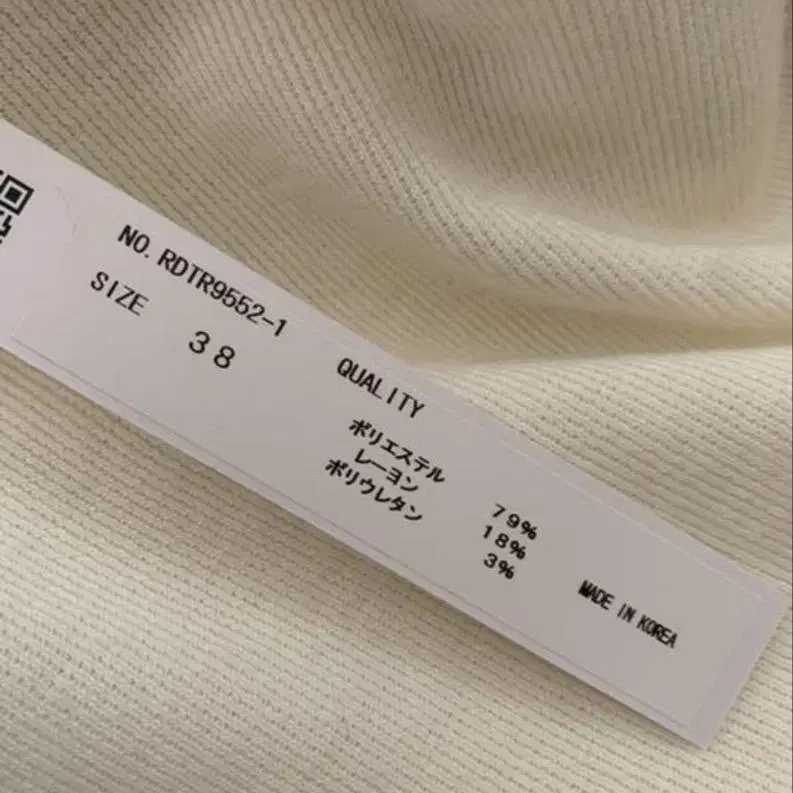 NO. RDTR9552-1
SIZE
38
QUALITY
ポリエステル 79%
レーヨン 18%
ポリウレタン 3%
MADE IN KOREA